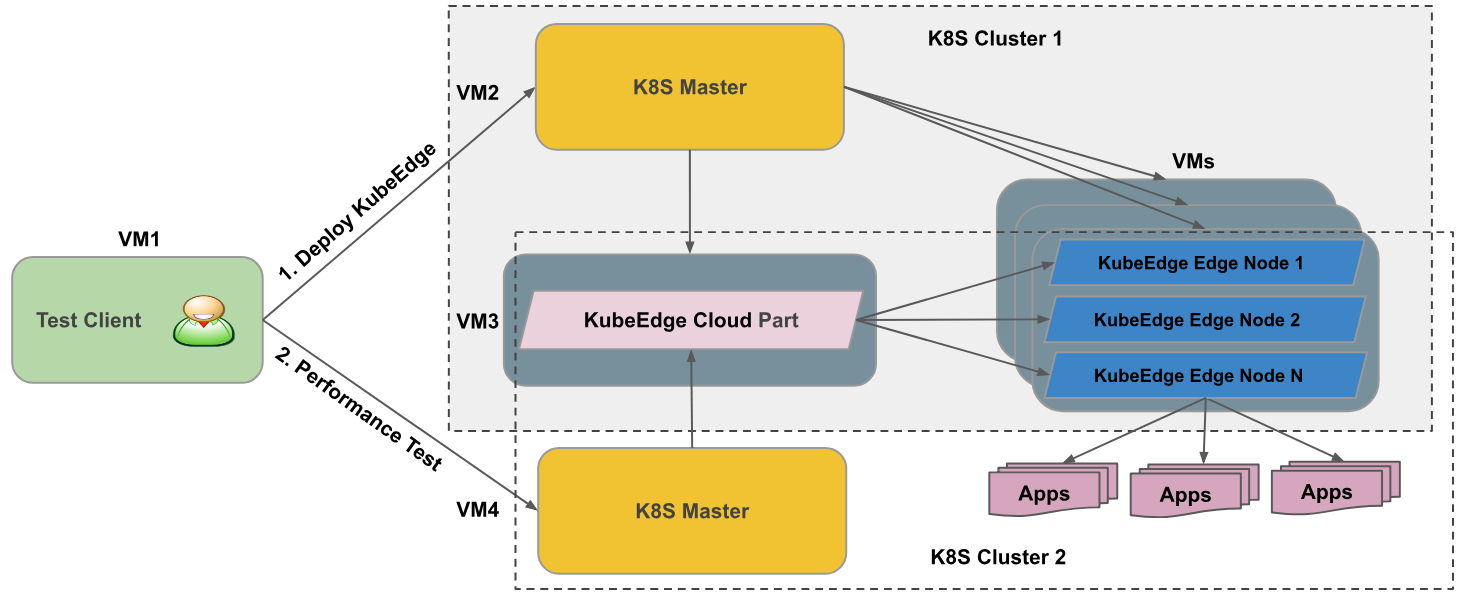 K8S Cluster 1
VM2
K8S Master
VMs
1. Deploy KubeEdge
VM1
Test Client
KubeEdge Edge Node 1
VM3
KubeEdge Cloud Part
KubeEdge Edge Node 2
KubeEdge Edge Node N
2. Performance Test
VM4
K8S Master
Apps
Apps
Apps
K8S Cluster 2